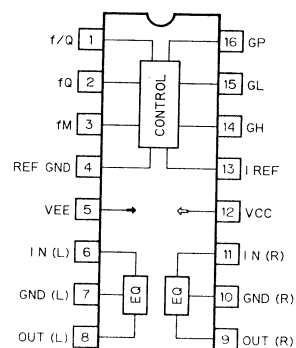 f/Q 1 16 GP
fQ 2 15 GL
fM 3 14 GH
CONTROL
REF GND 4 13 I REF
VEE 5 12 VCC
IN (L) 6 11 IN (R)
GND (L) 7 EQ EQ 10 GND (R)
OUT (L) 8 9 OUT (R)